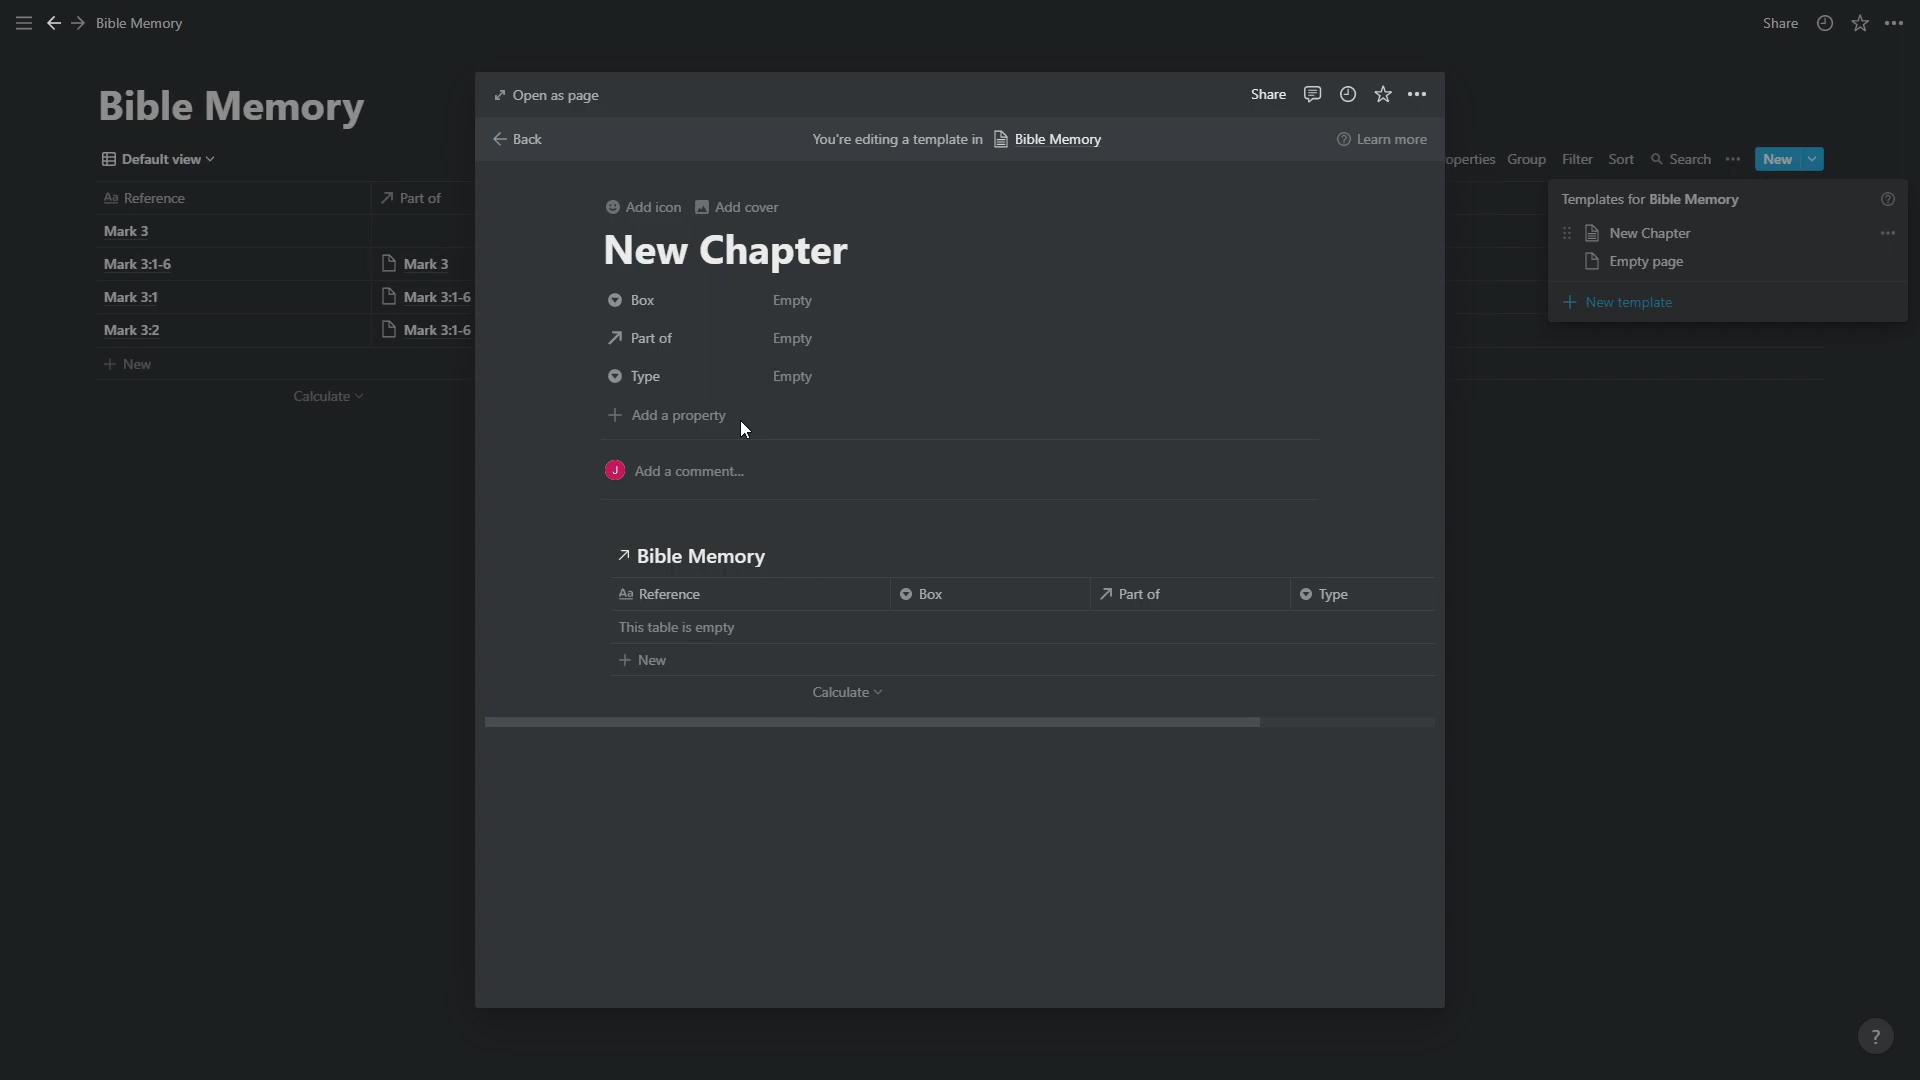 Bible Memory
Share
Bible Memory
Default view
Aa Reference
Part of
Mark 3
Mark 3:1-6
Mark 3
Mark 3:1
Mark 3:1-6
Mark 3:2
Mark 3:1-6
+ New
Calculate
Open as page
Share
Back
You're editing a template in Bible Memory
Learn more
Add icon
Add cover
New Chapter
Box
Empty
Part of
Empty
Type
Empty
+ Add a property
J
Add a comment...
Bible Memory
Aa Reference
Box
Part of
Type
This table is empty
+ New
Calculate
operties
Group
Filter
Sort
Search
New
Templates for Bible Memory
New Chapter
Empty page
+ New template
?